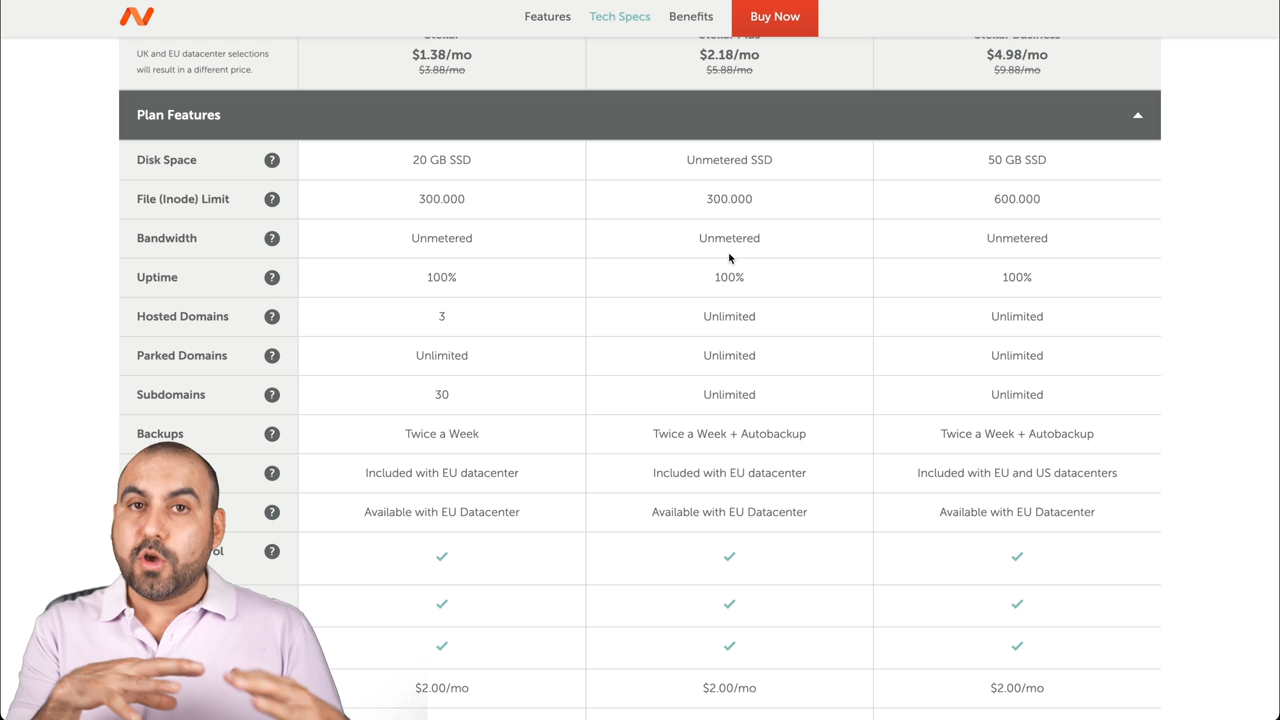 Features Tech Specs Benefits Buy Now
UK and EU datacenter selections
will result in a different price.
$1.38/mo $2.18/mo $4.98/mo
$3.88/mo $5.88/mo $9.88/mo
Plan Features
Disk Space ? 20 GB SSD Unmetered SSD 50 GB SSD
File (Inode) Limit ? 300.000 300.000 600.000
Bandwidth ? Unmetered Unmetered Unmetered
Uptime ? 100% 100% 100%
Hosted Domains ? 3 Unlimited Unlimited
Parked Domains ? Unlimited Unlimited Unlimited
Subdomains ? 30 Unlimited Unlimited
Backups ? Twice a Week Twice a Week + Autobackup Twice a Week + Autobackup
? Included with EU datacenter Included with EU datacenter Included with EU and US datacenters
? Available with EU Datacenter Available with EU Datacenter Available with EU Datacenter
ol ?
$2.00/mo $2.00/mo $2.00/mo